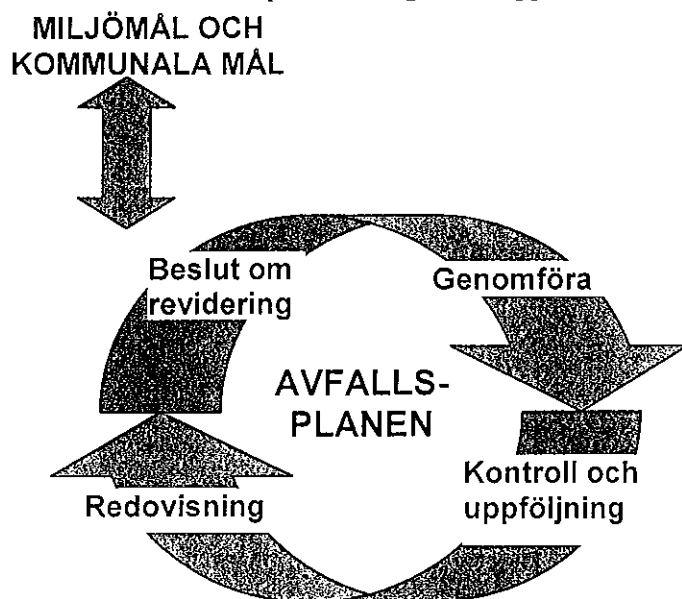 MILJÖMÅL OCH
KOMMUNALA MÅL
Beslut om
revidering
Genomföra
AVFALLS-
PLANEN
Kontroll och
uppföljning
Redovisning